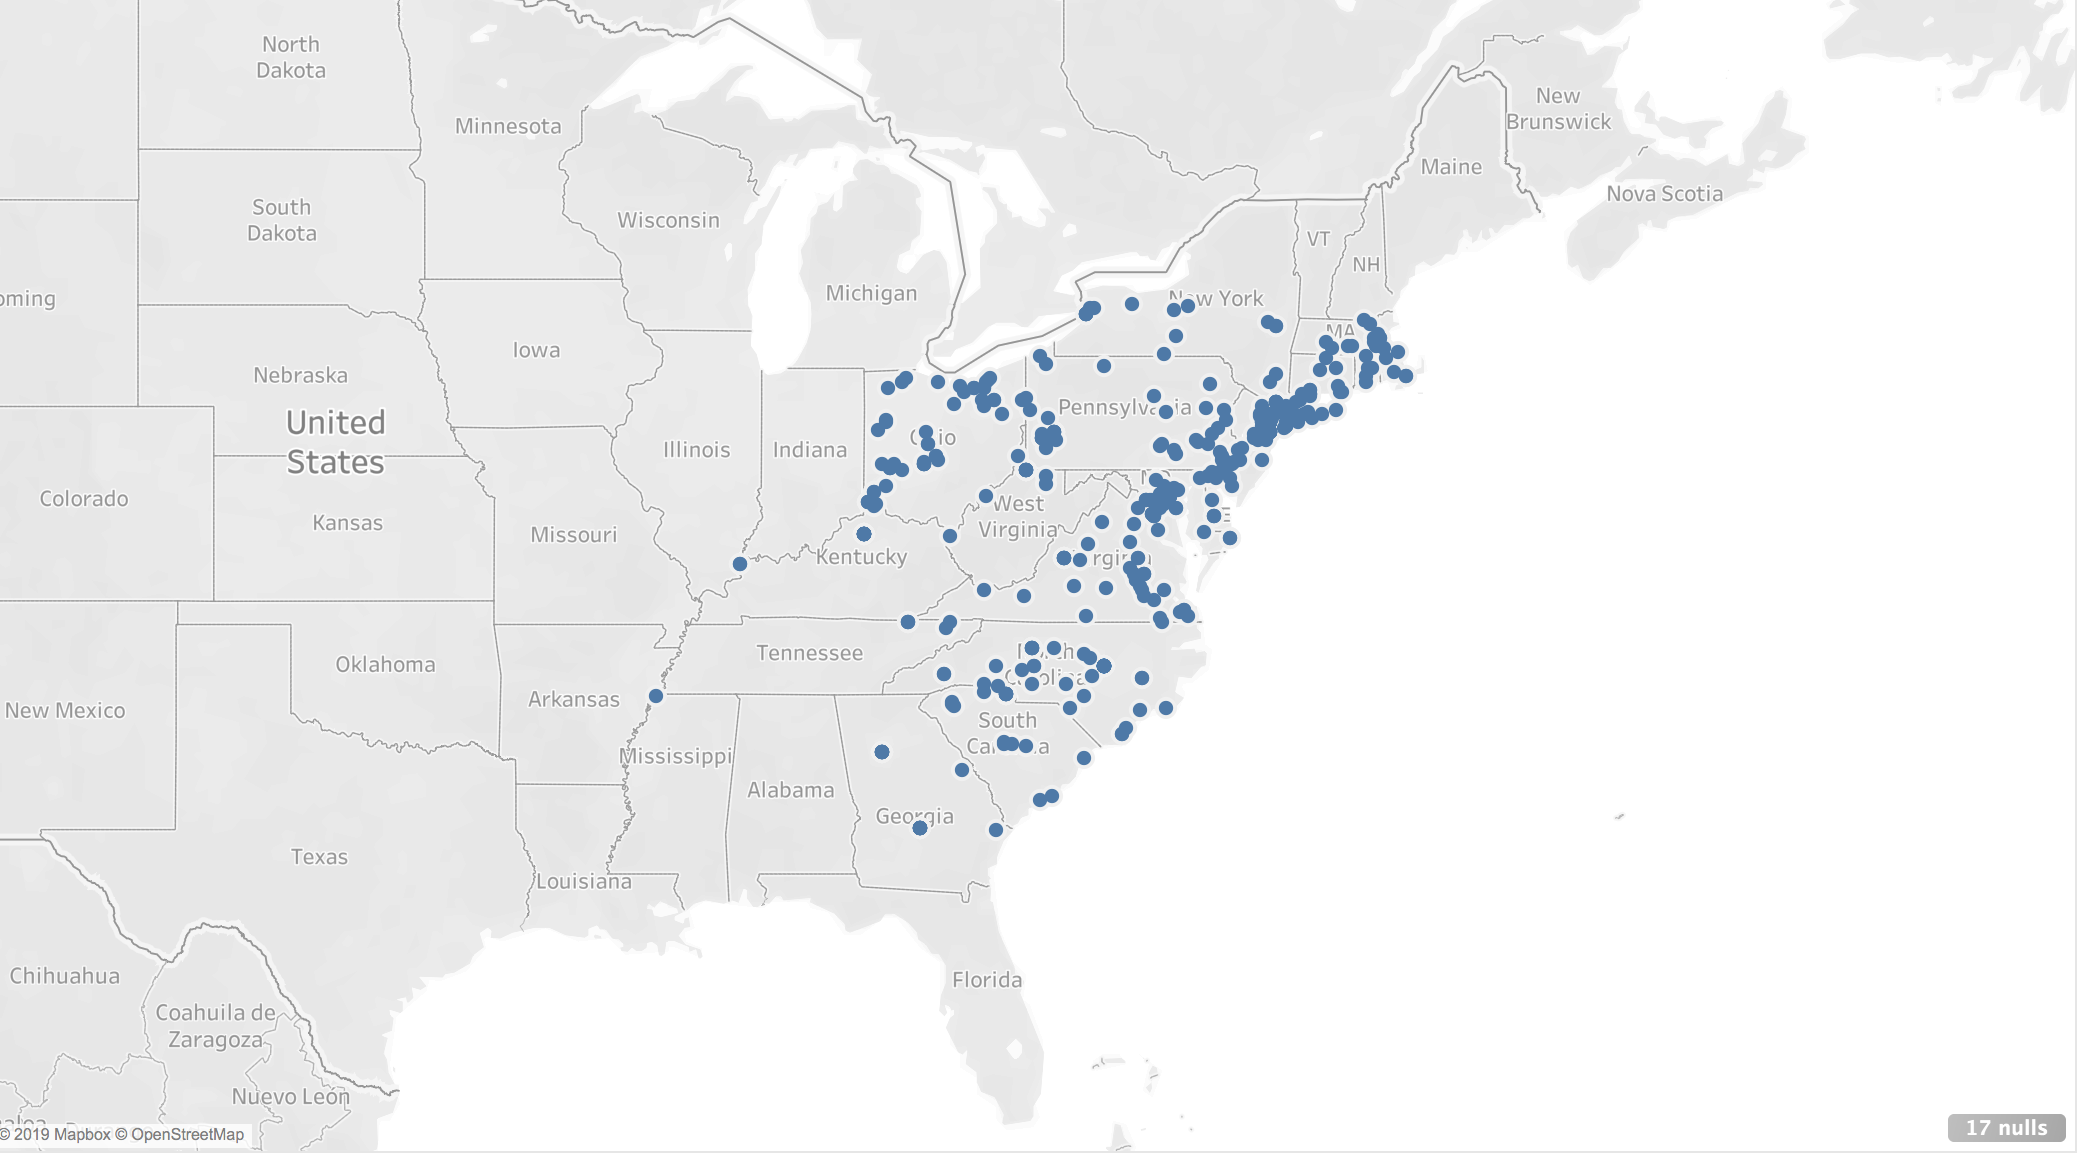 North
Dakota
Minnesota
New
Brunswick
Maine
Nova Scotia
South
Dakota
Wisconsin
VT
NH
Michigan
New York
oming
MA
Iowa
Nebraska
United
States
Pennsylvania
Ohio
Illinois
Indiana
Colorado
Kansas
Missouri
West
Virginia
Kentucky
Virginia
Oklahoma
Tennessee
North
Carolina
Arkansas
New Mexico
South
Carolina
Mississippi
Alabama
Georgia
Texas
Louisiana
Chihuahua
Florida
Coahuila de
Zaragoza
Nuevo León
© 2019 Mapbox © OpenStreetMap
17 nulls